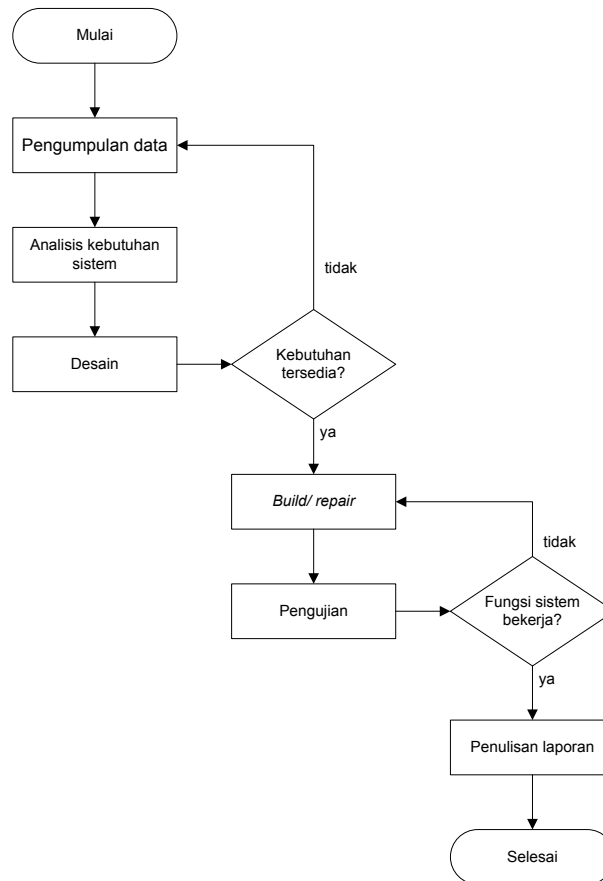 Mulai
Pengumpulan data
Analisis kebutuhan
sistem
tidak
Desain
Kebutuhan
tersedia?
ya
Build/ repair
tidak
Pengujian
Fungsi sistem
bekerja?
ya
Penulisan laporan
Selesai